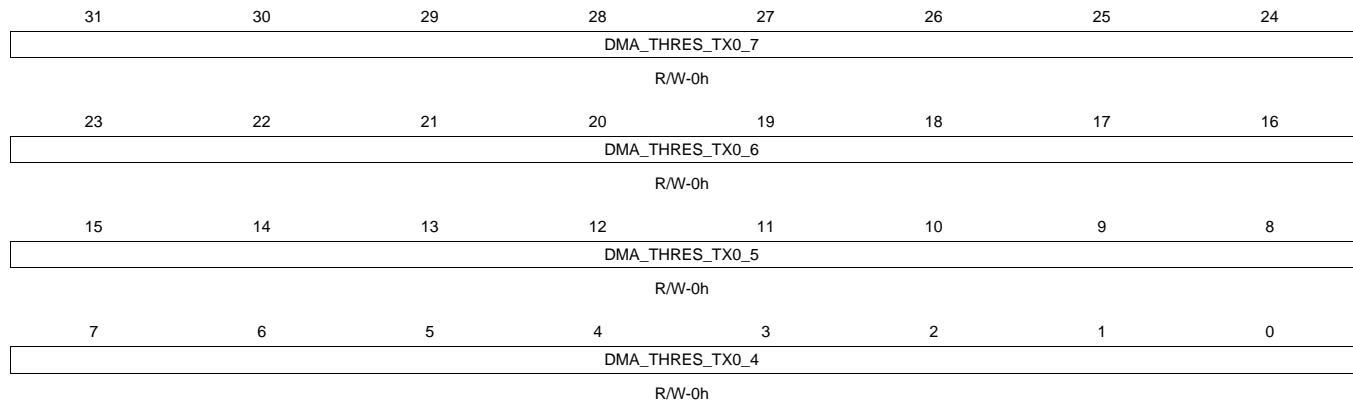 31 30 29 28 27 26 25 24
DMA_THRES_TX0_7
R/W-0h
23 22 21 20 19 18 17 16
DMA_THRES_TX0_6
R/W-0h
15 14 13 12 11 10 9 8
DMA_THRES_TX0_5
R/W-0h
7 6 5 4 3 2 1 0
DMA_THRES_TX0_4
R/W-0h